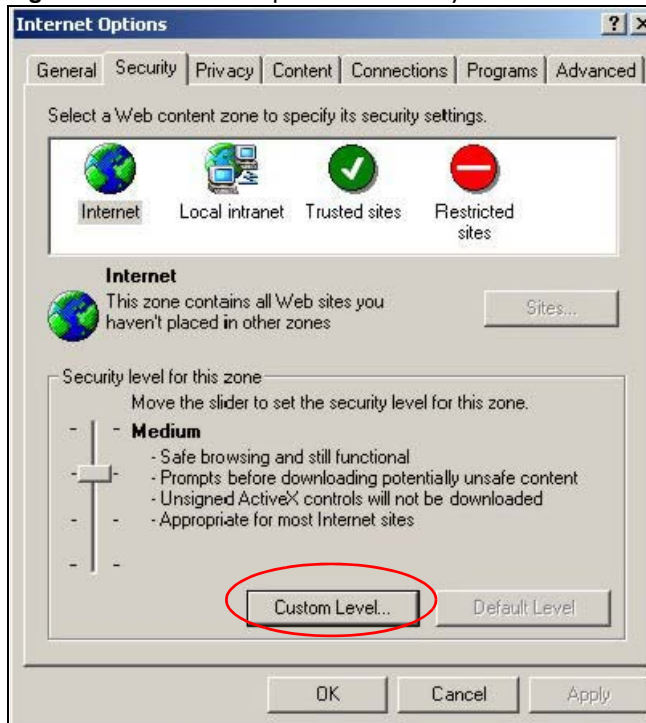 Internet Options
General Security Privacy Content Connections Programs Advanced
Select a Web content zone to specify its security settings.
Internet Local intranet Trusted sites Restricted sites
Internet
This zone contains all Web sites you
haven't placed in other zones
Sites...
Security level for this zone
Move the slider to set the security level for this zone.
Medium
- Safe browsing and still functional
- Prompts before downloading potentially unsafe content
- Unsigned ActiveX controls will not be downloaded
- Appropriate for most Internet sites
Custom Level... Default Level
OK Cancel Apply